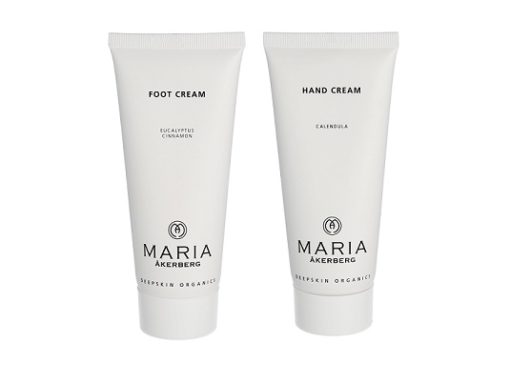 FOOT CREAM
EUCALYPTUS
CINNAMON
MARIA
ÅKERBERG
DEEPSKIN ORGANICS
HAND CREAM
CALENDULA
MARIA
ÅKERBERG
DEEPSKIN ORGANICS